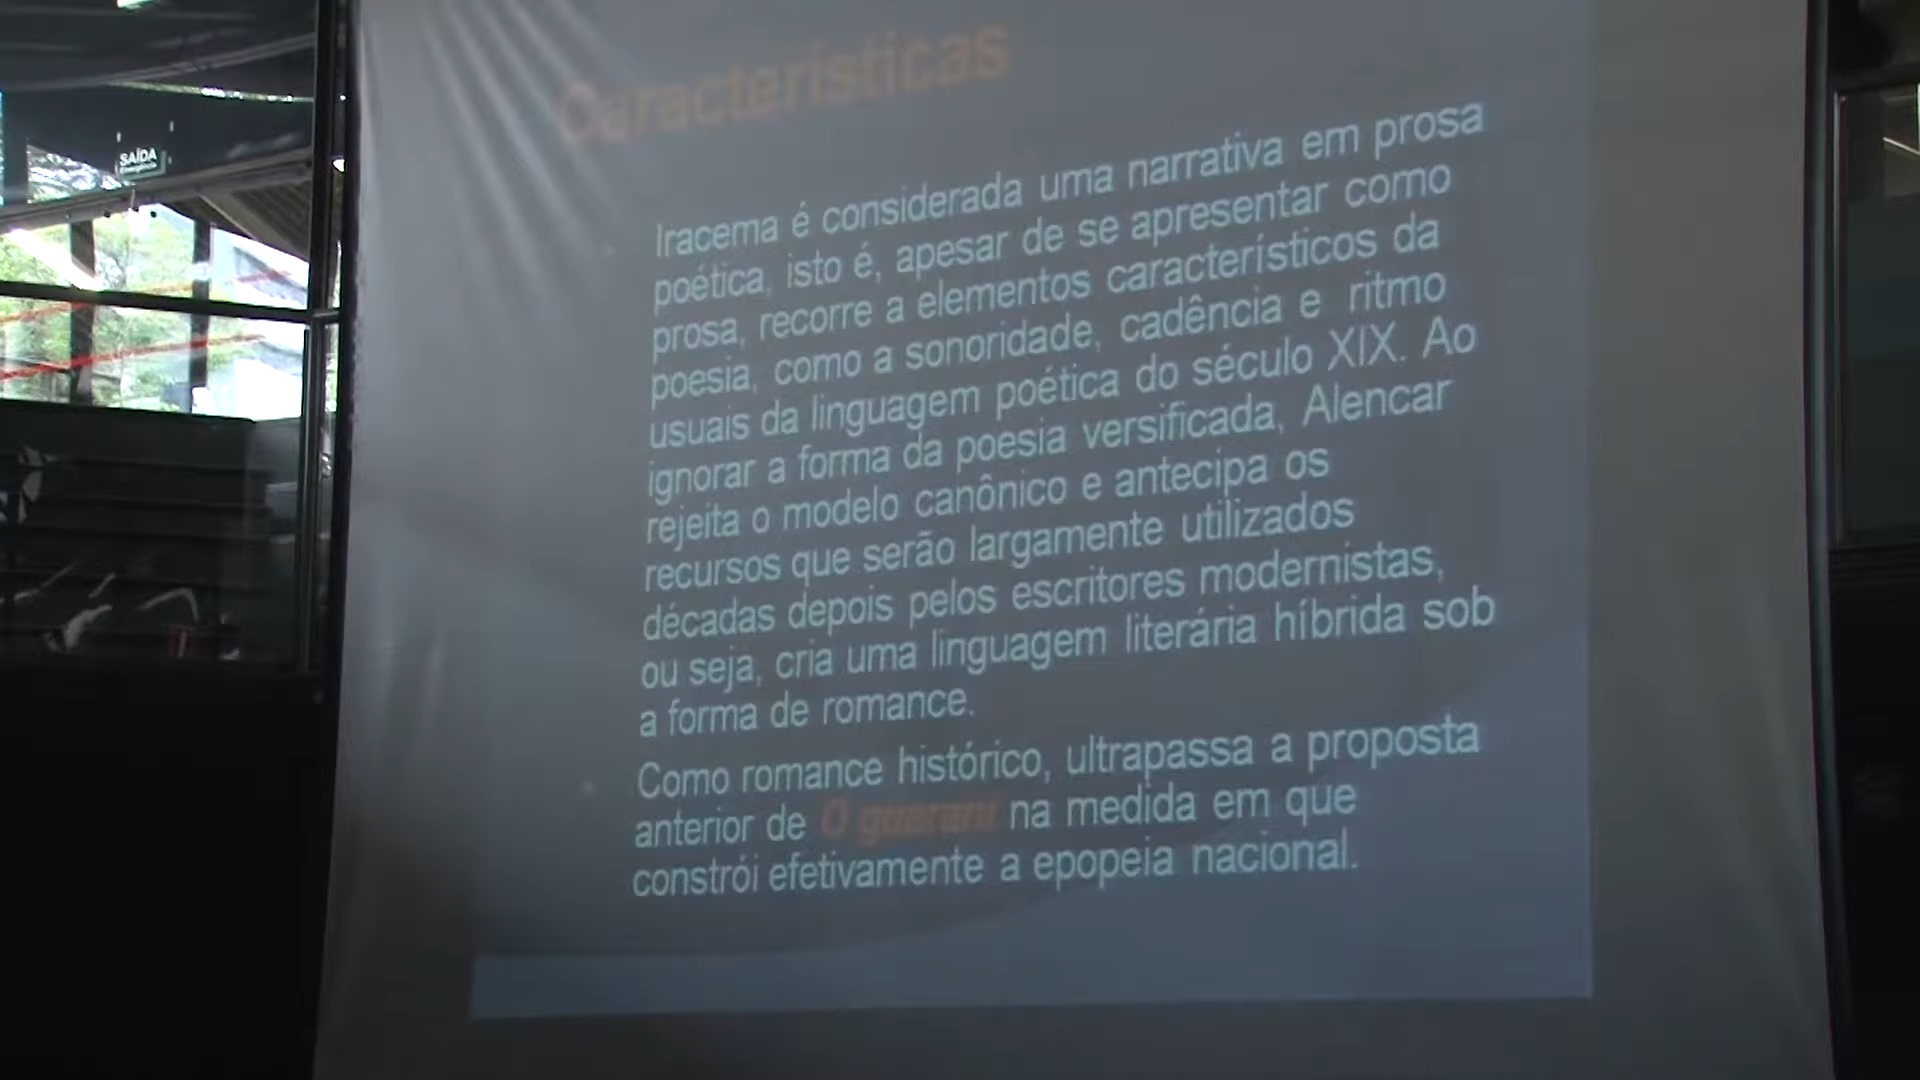 Características
Iracema é considerada uma narrativa em prosa
poética, isto é, apesar de se apresentar como
prosa, recorre a elementos característicos da
poesia, como a sonoridade, cadência e ritmo
usuais da linguagem poética do século XIX. Ao
ignorar a forma da poesia versificada, Alencar
rejeita o modelo canônico e antecipa os
recursos que serão largamente utilizados
décadas depois pelos escritores modernistas,
ou seja, cria uma linguagem literária híbrida sob
a forma de romance.
Como romance histórico, ultrapassa a proposta
anterior de O guarani na medida em que
constrói efetivamente a epopeia nacional.
SAÍDA